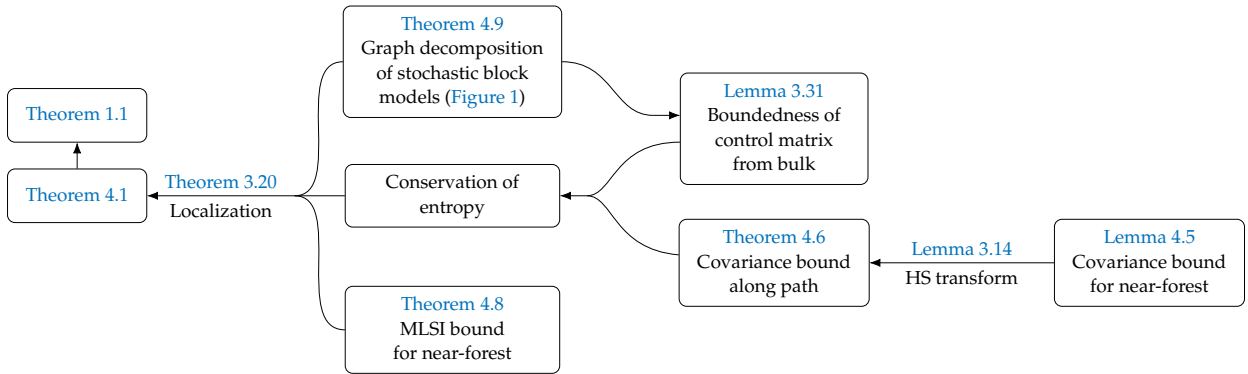 Theorem 1.1
Theorem 4.1
Theorem 3.20
Localization
Theorem 4.9
Graph decomposition
of stochastic block
models (Figure 1)
Conservation of
entropy
Theorem 4.8
MLSI bound
for near-forest
Lemma 3.31
Boundedness of
control matrix
from bulk
Theorem 4.6
Covariance bound
along path
Lemma 3.14
HS transform
Lemma 4.5
Covariance bound
for near-forest